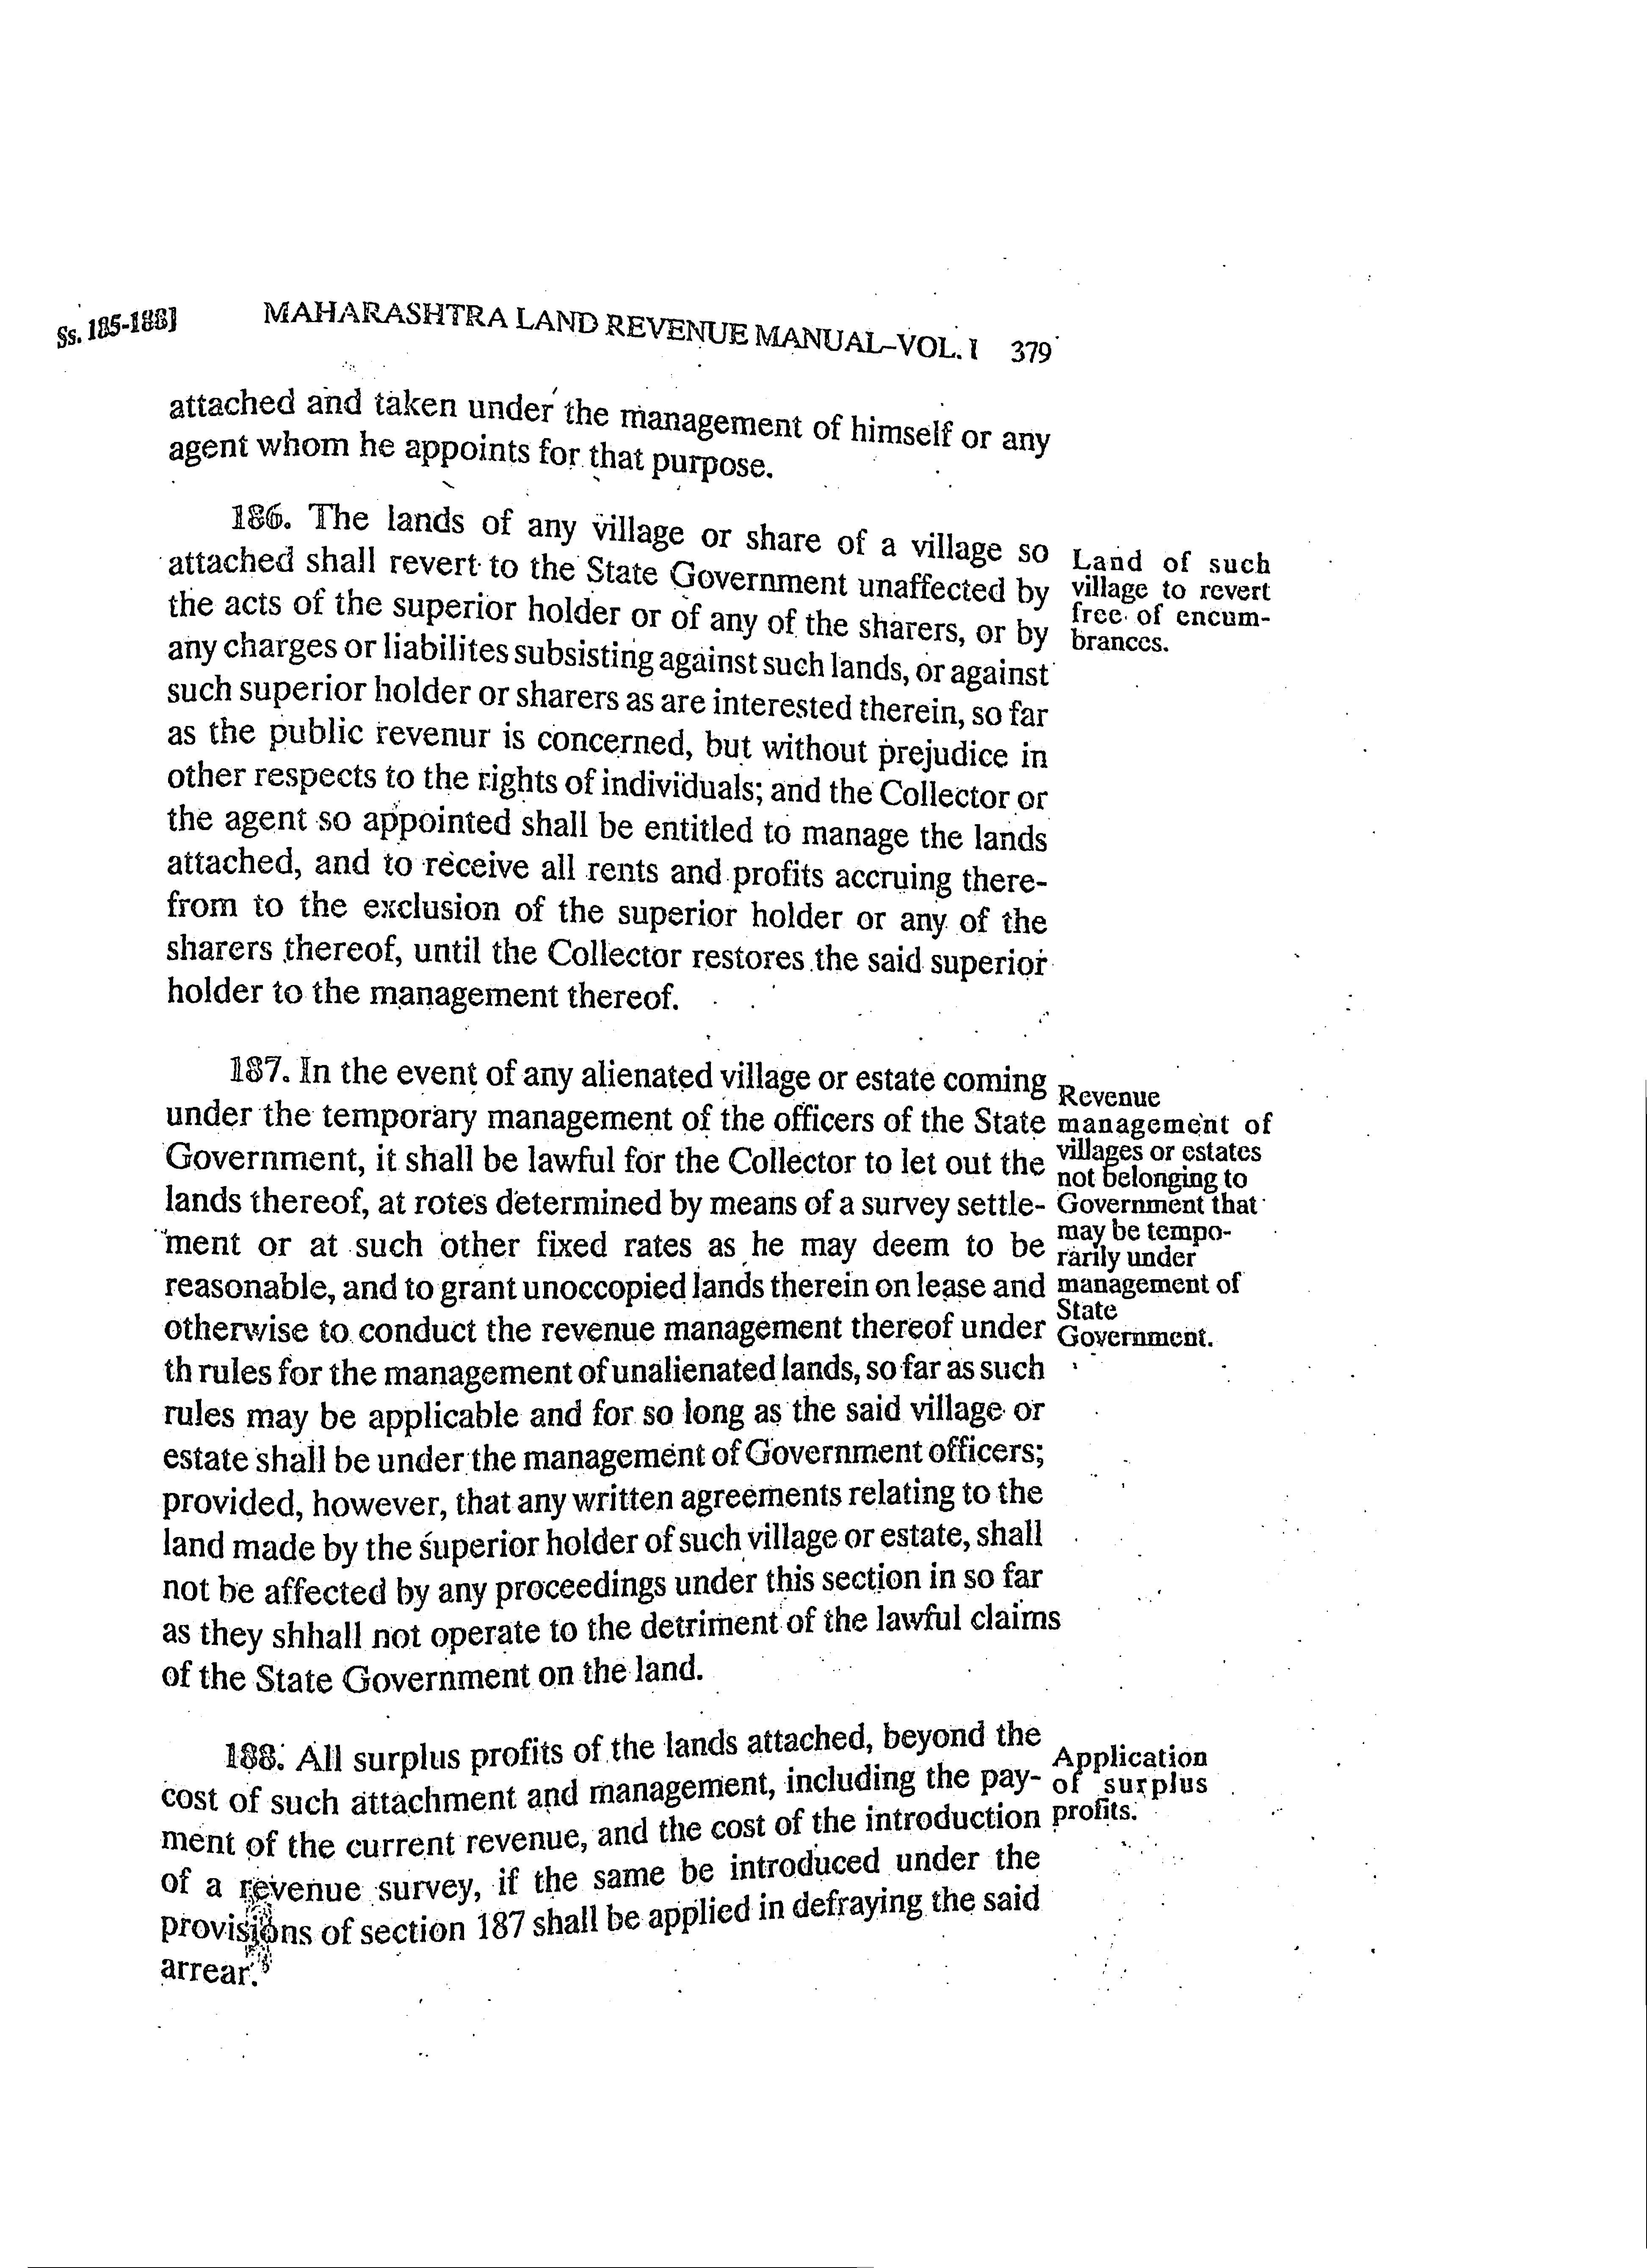 Ss. 185-188] MAHARASHTRA LAND REVENUE MANUAL–VOL. I 379
attached and taken under the management of himself or any
agent whom he appoints for that purpose.
186. The lands of any village or share of a village so
attached shall revert to the State Government unaffected by
the acts of the superior holder or of any of the sharers, or by
any charges or liabilites subsisting against such lands, or against
such superior holder or sharers as are interested therein, so far
as the public revenur is concerned, but without prejudice in
other respects to the rights of individuals; and the Collector or
the agent so appointed shall be entitled to manage the lands
attached, and to receive all rents and profits accruing there-
from to the exclusion of the superior holder or any of the
sharers thereof, until the Collector restores the said superior
holder to the management thereof.
Land of such
village to revert
free of encum-
brances.
187. In the event of any alienated village or estate coming
under the temporary management of the officers of the State
Government, it shall be lawful for the Collector to let out the
lands thereof, at rotes determined by means of a survey settle-
ment or at such other fixed rates as he may deem to be
reasonable, and to grant unoccopied lands therein on lease and
otherwise to conduct the revenue management thereof under
th rules for the management of unalienated lands, so far as such
rules may be applicable and for so long as the said village or
estate shall be under the management of Government officers;
provided, however, that any written agreements relating to the
land made by the superior holder of such village or estate, shall
not be affected by any proceedings under this section in so far
as they shhall not operate to the detriment of the lawful claims
of the State Government on the land.
Revenue
management of
villages or estates
not belonging to
Government that
may be tempo-
rarily under
management of
State
Government.
188. All surplus profits of the lands attached, beyond the
cost of such attachment and management, including the pay-
ment of the current revenue, and the cost of the introduction
of a revenue survey, if the same be introduced under the
provisions of section 187 shall be applied in defraying the said
arrear.
Application
of surplus
profits.